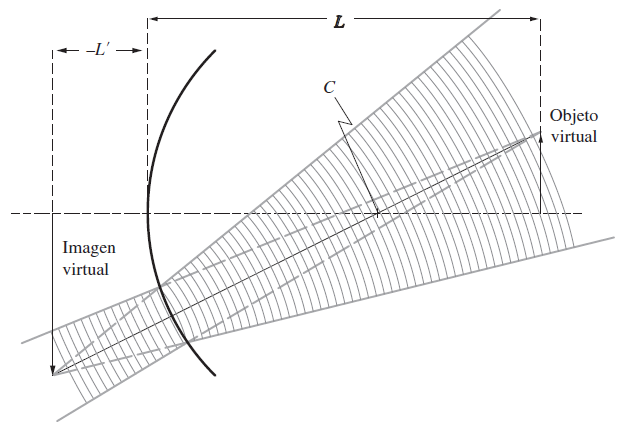 L
-L′
C
Objeto
virtual
Imagen
virtual